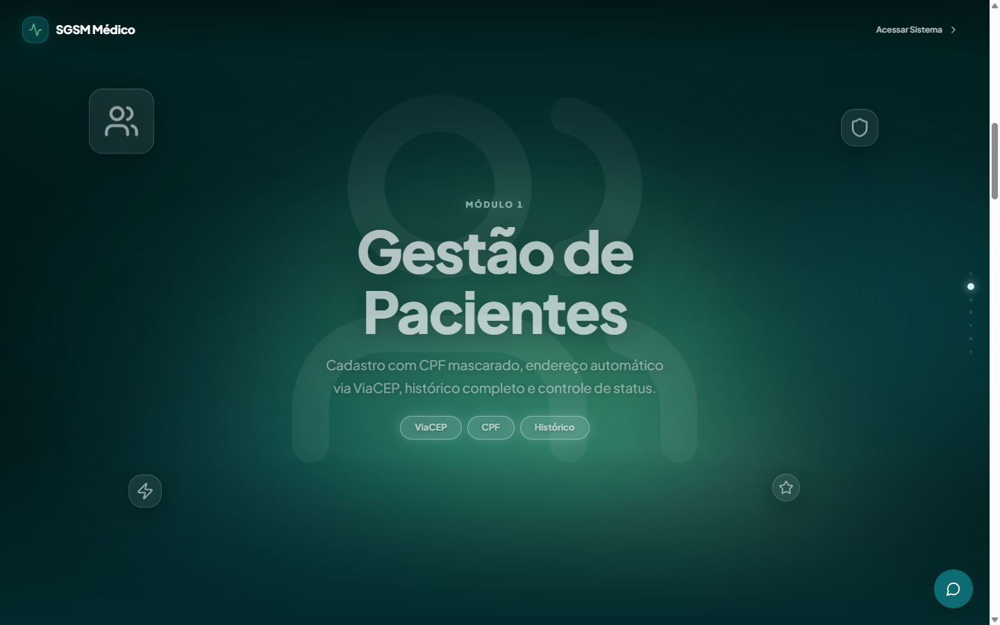 SGSM Médico
Acessar Sistema
MÓDULO 1
Gestão de
Pacientes
Cadastro com CPF mascarado, endereço automático
via ViaCEP, histórico completo e controle de status.
ViaCEP
CPF
Histórico